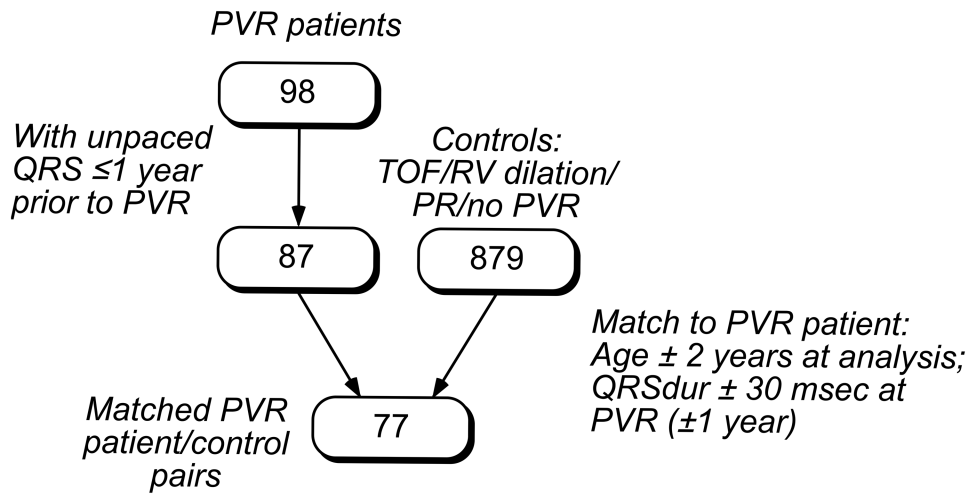 PVR patients
98
With unpaced
QRS ≤1 year
prior to PVR
Controls:
TOF/RV dilation/
PR/no PVR
87
879
Match to PVR patient:
Age ± 2 years at analysis;
QRSdur ± 30 msec at
PVR (±1 year)
Matched PVR
patient/control
pairs
77